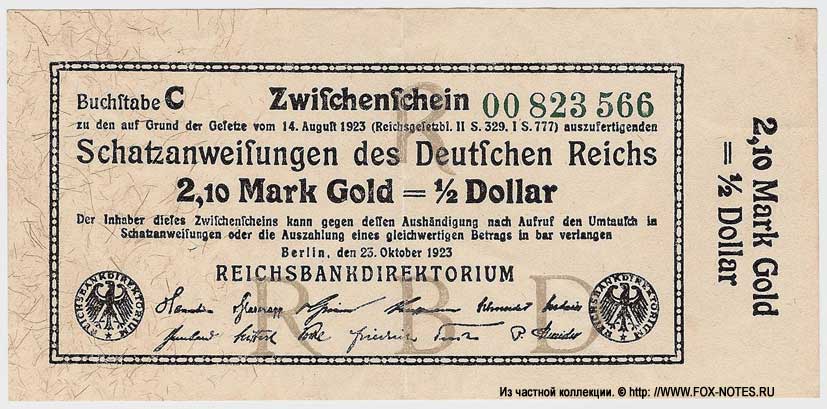 Buchſtabe C Zwiſchenſchein 00 823 566
zu den auf Grund der Geſetze vom 14. Auguſt 1923 (Reichsgeſetzbl. II S. 329. I S. 777) auszufertigenden
Schatzanweiſungen des Deutſchen Reichs
2,10 Mark Gold = ½ Dollar
Der Inhaber dieſes Zwiſchenſcheins kann gegen deſſen Aushändigung nach Aufruf den Umtauſch in
Schatzanweiſungen oder die Auszahlung eines gleichwertigen Betrags in bar verlangen
Berlin, den 23. Oktober 1923
REICHSBANKDIREKTORIUM
REICHSBANKDIREKTORIUM
REICHSBANKDIREKTORIUM
R
R B D
2,10 Mark Gold
= ½ Dollar
Из частной коллекции. © http: //WWW.FOX-NOTES.RU